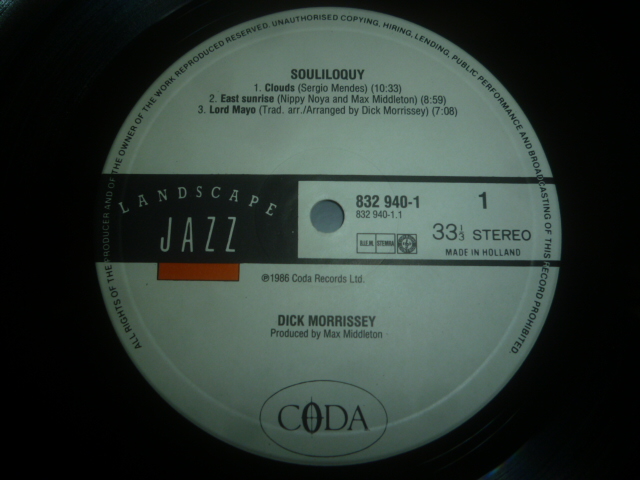 ALL RIGHTS OF THE PRODUCER AND OF THE OWNER OF THE WORK REPRODUCED RESERVED. UNAUTHORISED COPYING, HIRING, LENDING, PUBLIC PERFORMANCE AND BROADCASTING OF THIS RECORD PROHIBITED.
SOULILOQUY
1. Clouds (Sergio Mendes) (10:33)
2. East sunrise (Nippy Noya and Max Middleton) (8:59)
3. Lord Mayo (Trad. arr./Arranged by Dick Morrissey) (7:08)
LANDSCAPE
JAZZ
832 940-1
832 940-1.1
1
33 1/3 STEREO
B.I.E.M. STEMRA
MADE IN HOLLAND
℗1986 Coda Records Ltd.
DICK MORRISSEY
Produced by Max Middleton
CODA